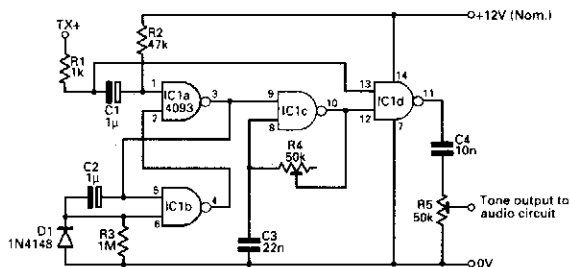 TX+
+12V (Nom.)
R1
1k
R2
47k
C1
1µ
1
2
IC1a
4093
3
9
8
IC1c
10
13
12
14
IC1d
7
11
R4
50k
C4
10n
C2
1µ
5
6
IC1b
4
D1
1N4148
R3
1M
C3
22n
R5
50k
Tone output to
audio circuit
0V